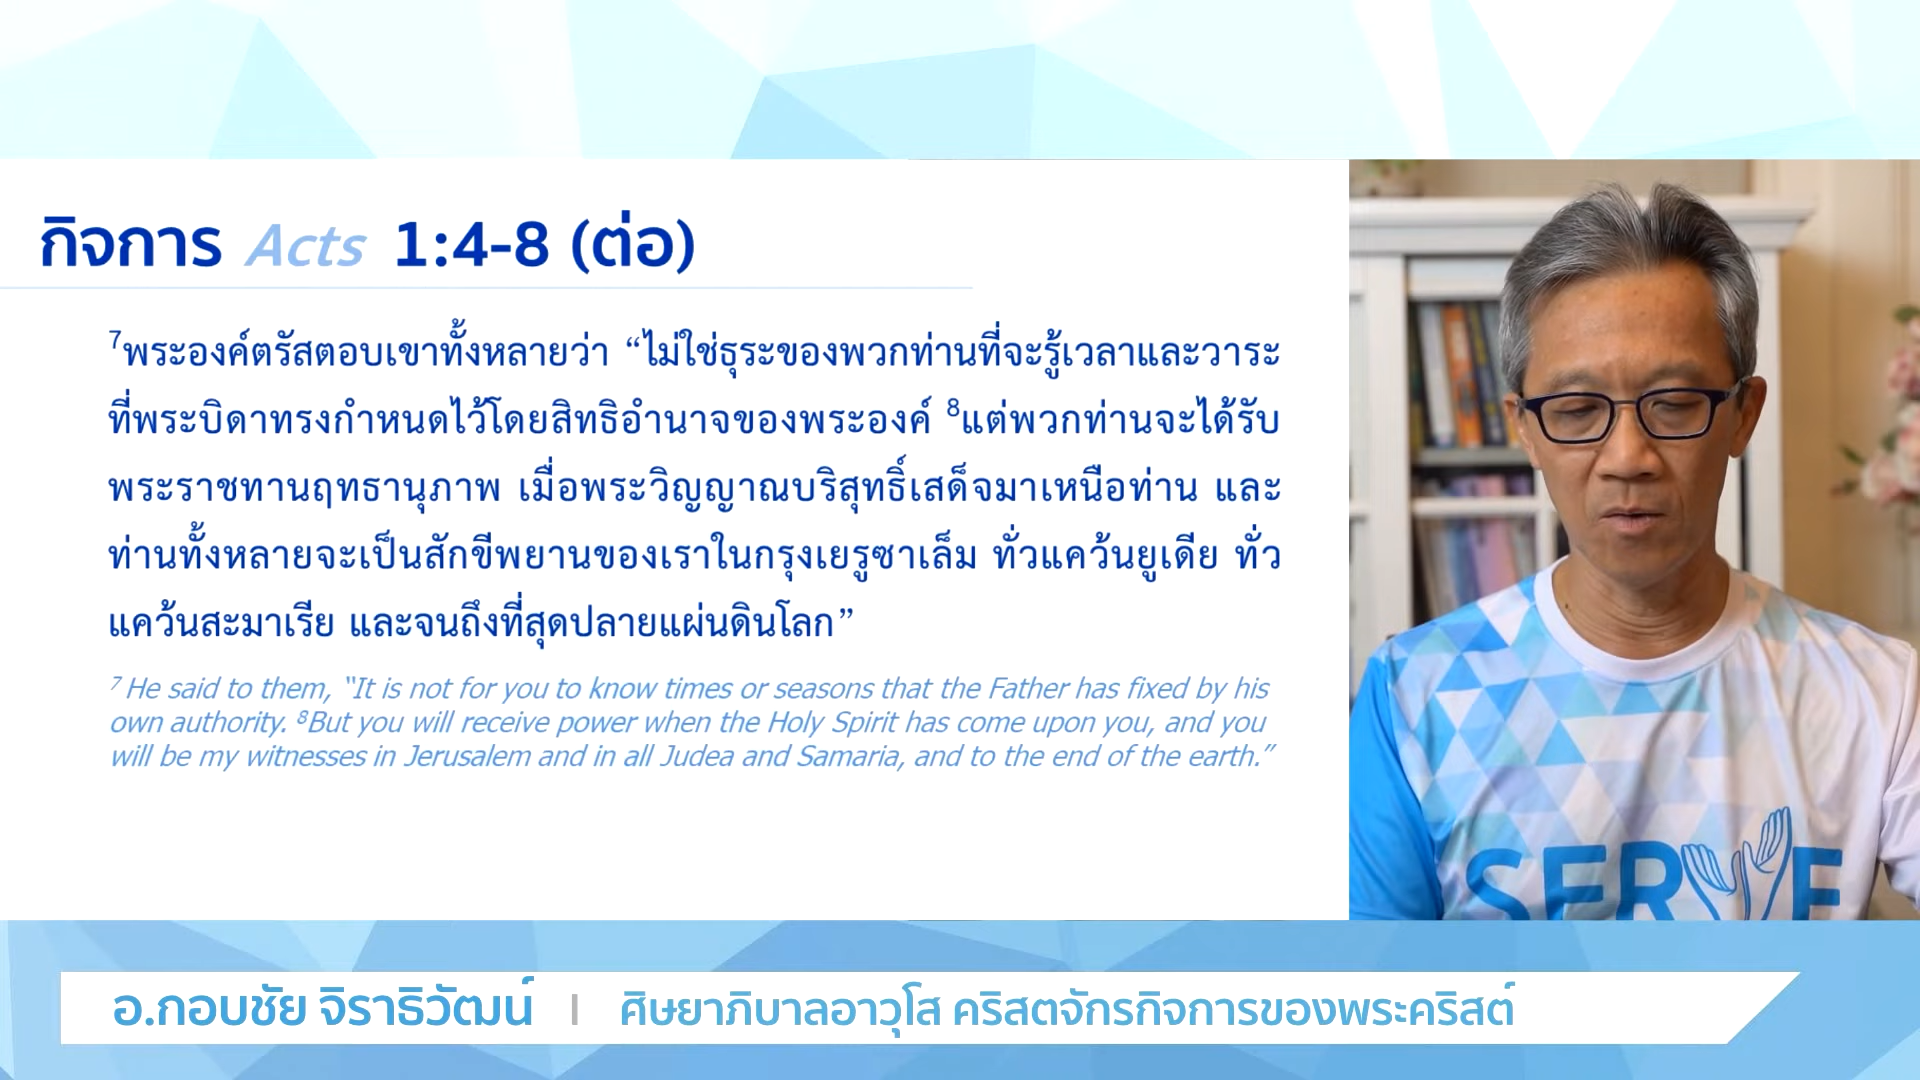 กิจการ Acts 1:4-8 (ต่อ)
7พระองค์ตรัสตอบเขาทั้งหลายว่า “ไม่ใช่ธุระของพวกท่านที่จะรู้เวลาและวาระ
ที่พระบิดาทรงกำหนดไว้โดยสิทธิอำนาจของพระองค์ 8แต่พวกท่านจะได้รับ
พระราชทานฤทธานุภาพ เมื่อพระวิญญาณบริสุทธิ์เสด็จมาเหนือท่าน และ
ท่านทั้งหลายจะเป็นสักขีพยานของเราในกรุงเยรูซาเล็ม ทั่วแคว้นยูเดีย ทั่ว
แคว้นสะมาเรีย และจนถึงที่สุดปลายแผ่นดินโลก”
7 He said to them, “It is not for you to know times or seasons that the Father has fixed by his
own authority. 8But you will receive power when the Holy Spirit has come upon you, and you
will be my witnesses in Jerusalem and in all Judea and Samaria, and to the end of the earth.”
SERVE
อ.กอบชัย จิราธิวัฒน์ | ศิษยาภิบาลอาวุโส คริสตจักรกิจการของพระคริสต์